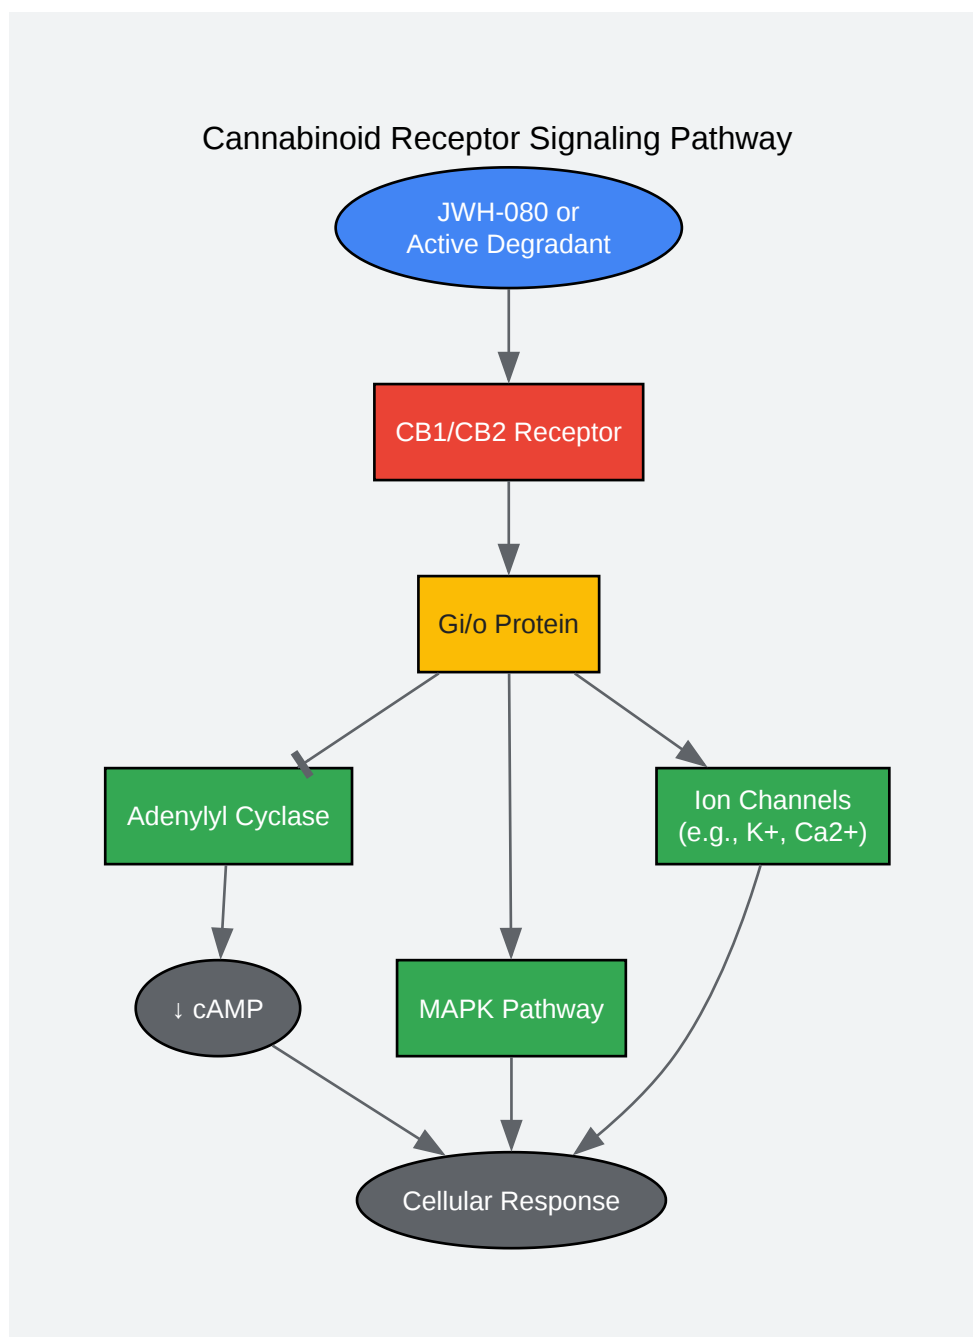 Cannabinoid Receptor Signaling Pathway
JWH-080 or
Active Degradant
CB1/CB2 Receptor
Gi/o Protein
Adenylyl Cyclase
Ion Channels
(e.g., K+, Ca2+)
↓ cAMP
MAPK Pathway
Cellular Response